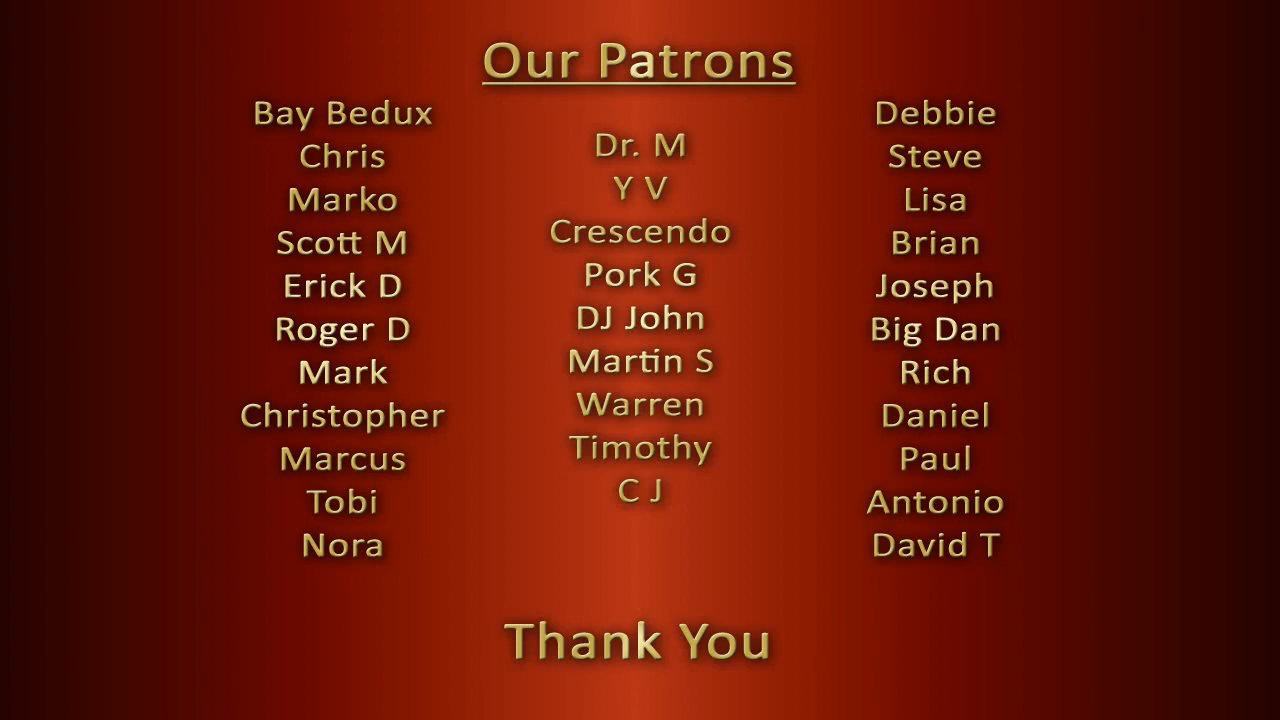 Our Patrons
Bay Bedux
Chris
Marko
Scott M
Erick D
Roger D
Mark
Christopher
Marcus
Tobi
Nora
Dr. M
Y V
Crescendo
Pork G
DJ John
Martin S
Warren
Timothy
C J
Debbie
Steve
Lisa
Brian
Joseph
Big Dan
Rich
Daniel
Paul
Antonio
David T
Thank You